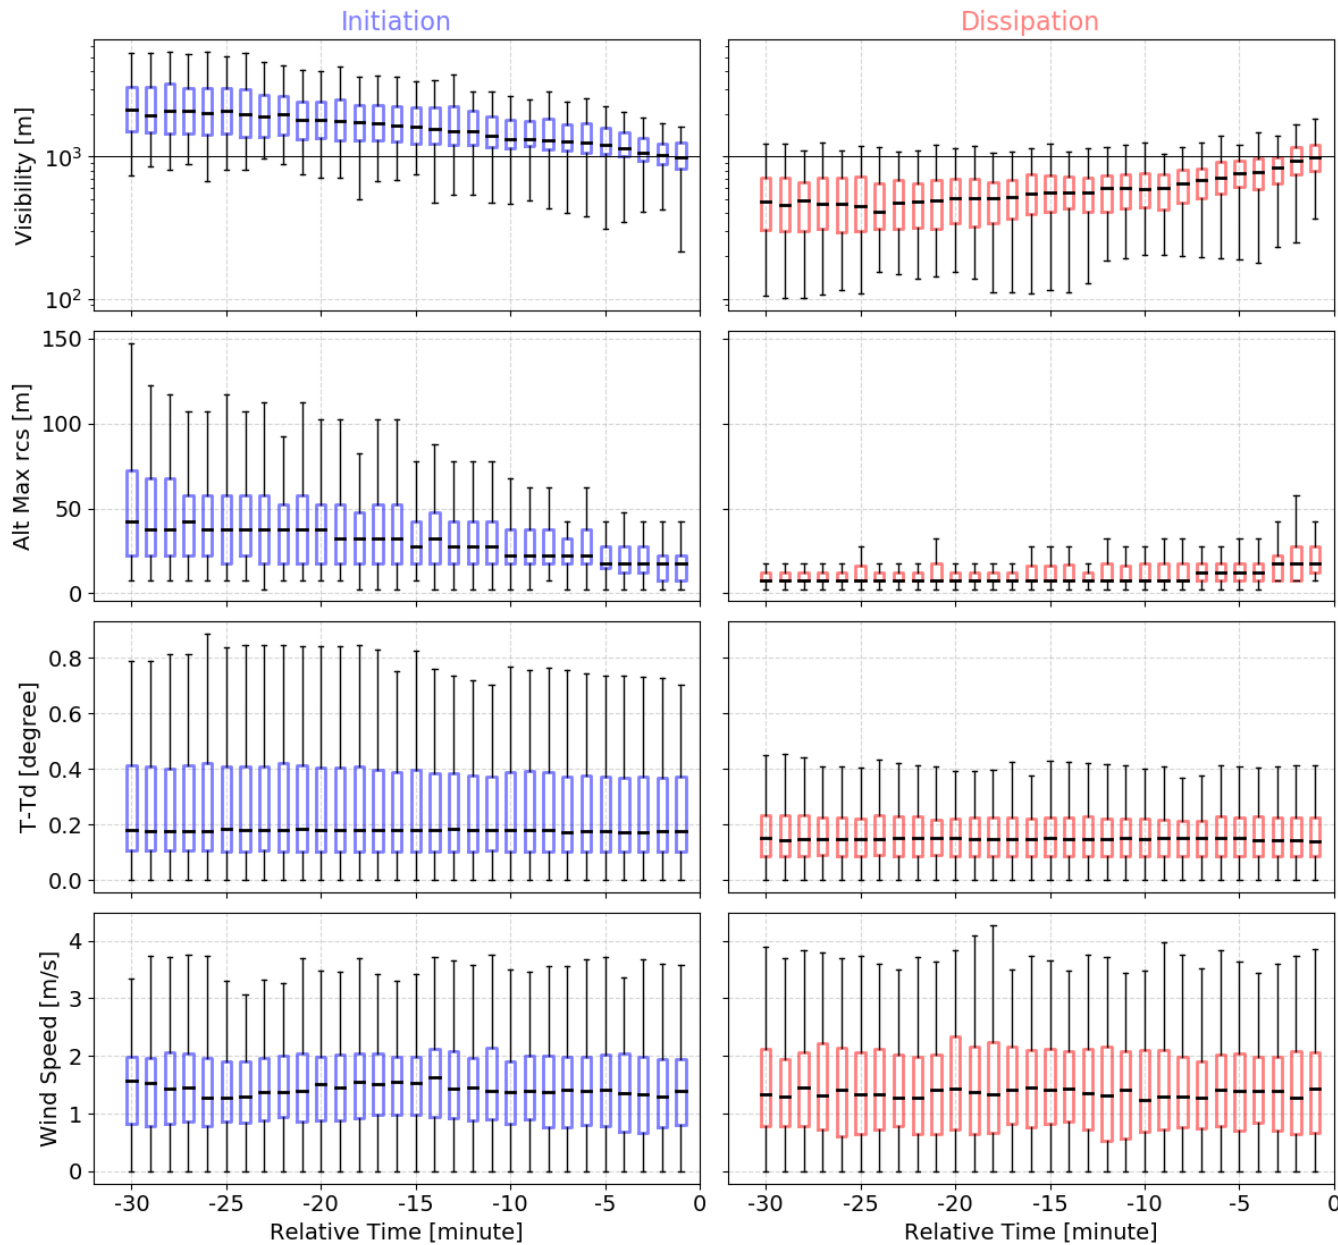 Initiation Dissipation
Visibility [m]
10³
10²
Alt Max rcs [m]
150
100
50
0
T-Td [degree]
0.8
0.6
0.4
0.2
0.0
Wind Speed [m/s]
4
3
2
1
0
-30 -25 -20 -15 -10 -5 0 -30 -25 -20 -15 -10 -5 0
Relative Time [minute] Relative Time [minute]